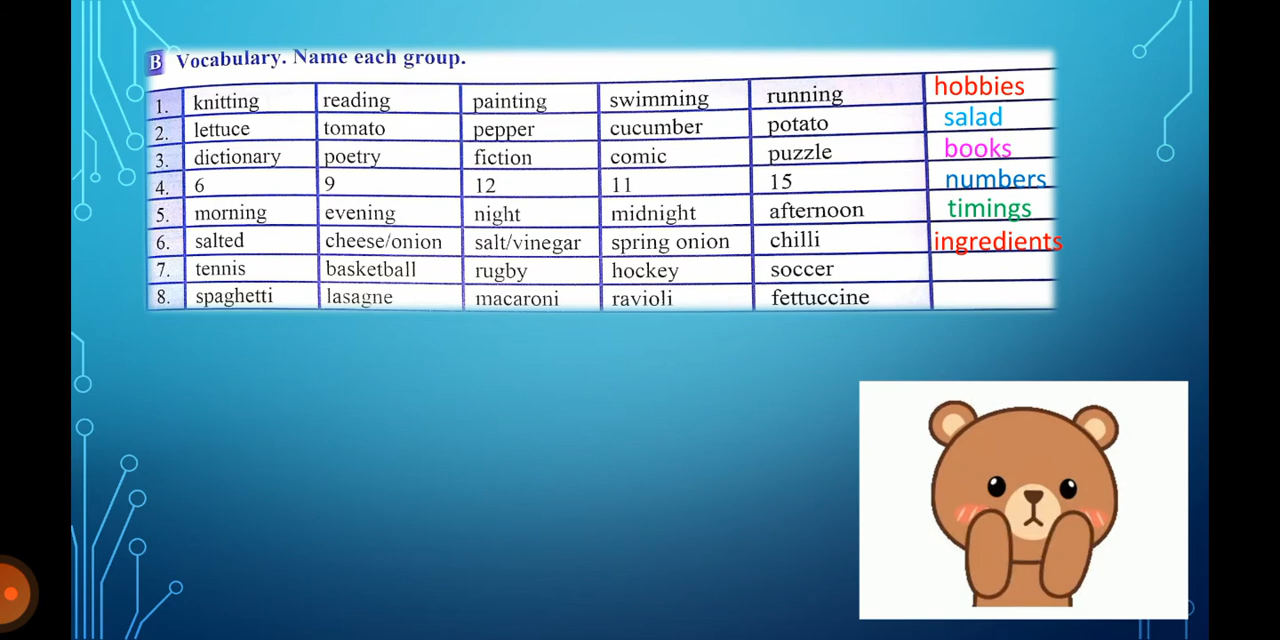 B Vocabulary. Name each group.
1. knitting reading painting swimming running hobbies
2. lettuce tomato pepper cucumber potato salad
3. dictionary poetry fiction comic puzzle books
4. 6 9 12 11 15 numbers
5. morning evening night midnight afternoon timings
6. salted cheese/onion salt/vinegar spring onion chilli ingredients
7. tennis basketball rugby hockey soccer
8. spaghetti lasagne macaroni ravioli fettuccine